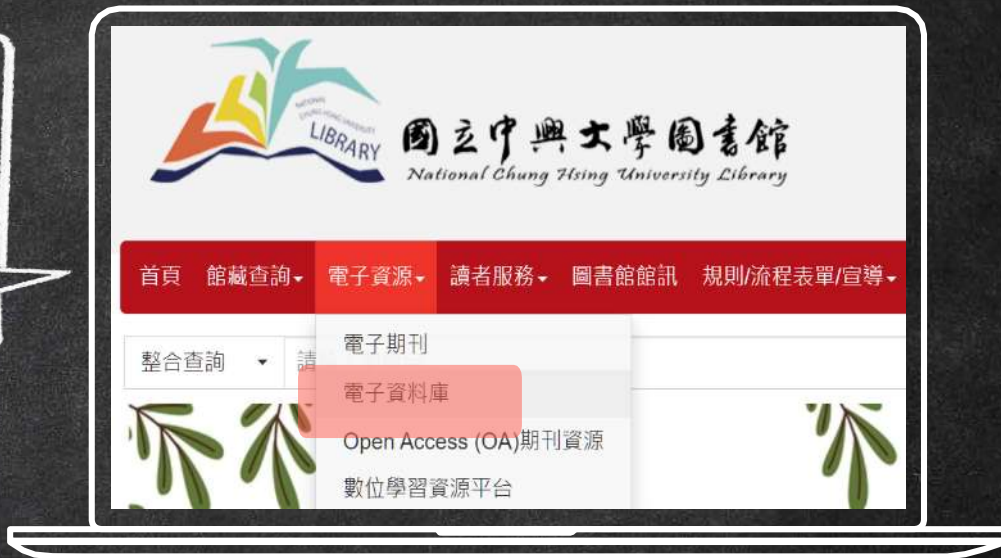 NATIONAL
CHUNG HSING UNIVERSITY
LIBRARY
國立中興大學圖書館
National Chung Hsing University Library
首頁 館藏查詢 電子資源 讀者服務 圖書館館訊 規則/流程表單/宣導
電子期刊
整合查詢 請
電子資料庫
Open Access (OA)期刊資源
數位學習資源平台